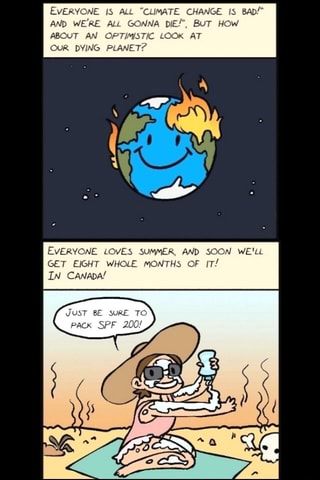 EVERYONE IS ALL "CLIMATE CHANGE IS BAD!"
AND WE'RE ALL GONNA DIE!", BUT HOW
ABOUT AN OPTIMISTIC LOOK AT
OUR DYING PLANET?
EVERYONE LOVES SUMMER, AND SOON WE'LL
GET EIGHT WHOLE MONTHS OF IT!
IN CANADA!
JUST BE SURE TO
PACK SPF 200!